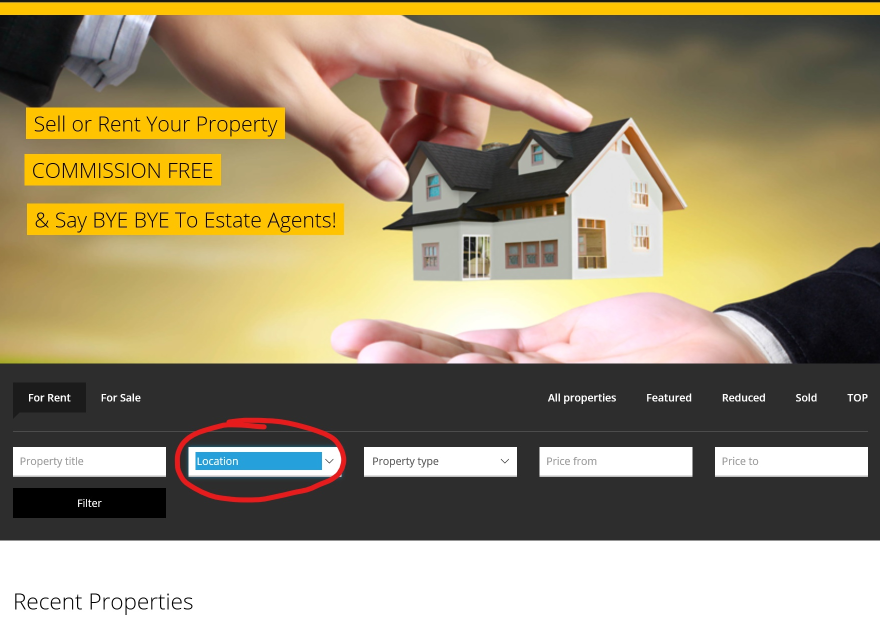 Sell or Rent Your Property
COMMISSION FREE
& Say BYE BYE To Estate Agents!
For Rent For Sale All properties Featured Reduced Sold TOP
Property title Location Property type Price from Price to
Filter
Recent Properties